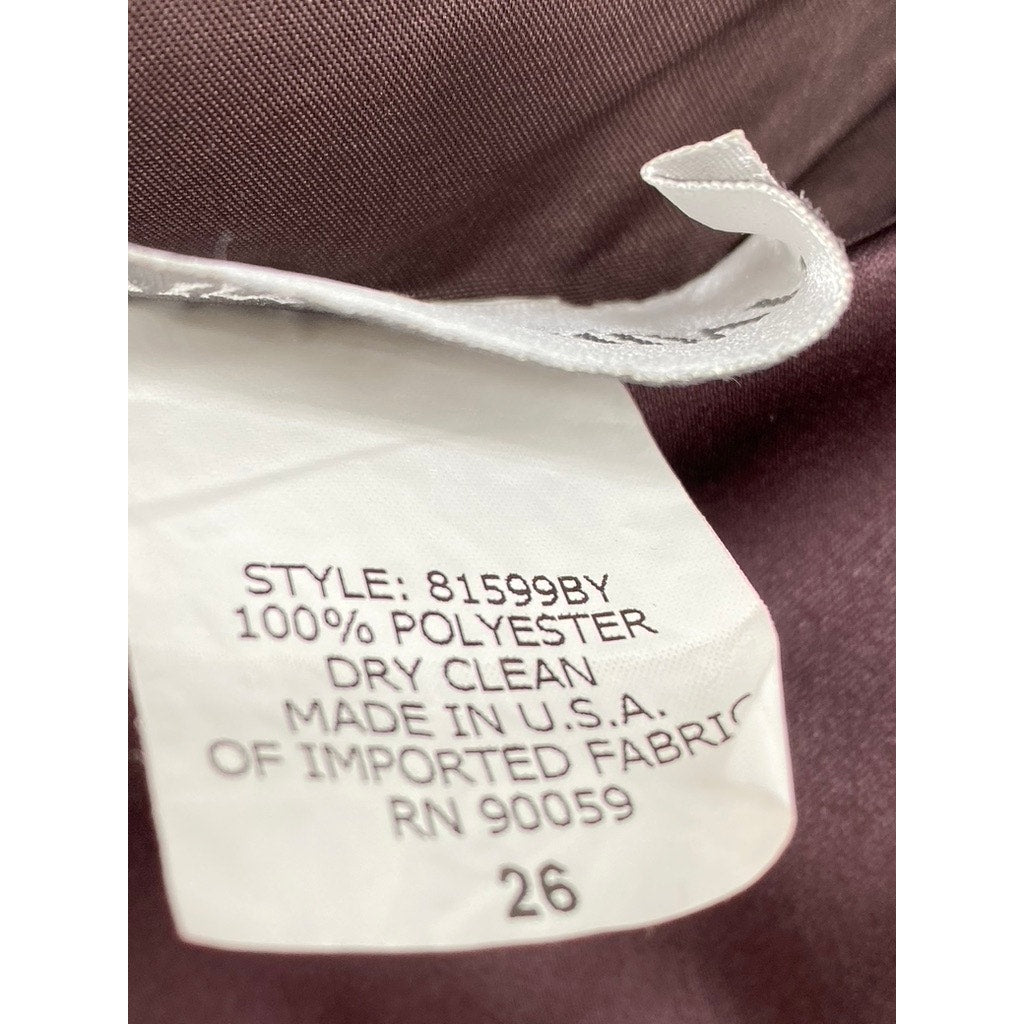 STYLE: 81599BY
100% POLYESTER
DRY CLEAN
MADE IN U.S.A.
OF IMPORTED FABRIC
RN 90059
26